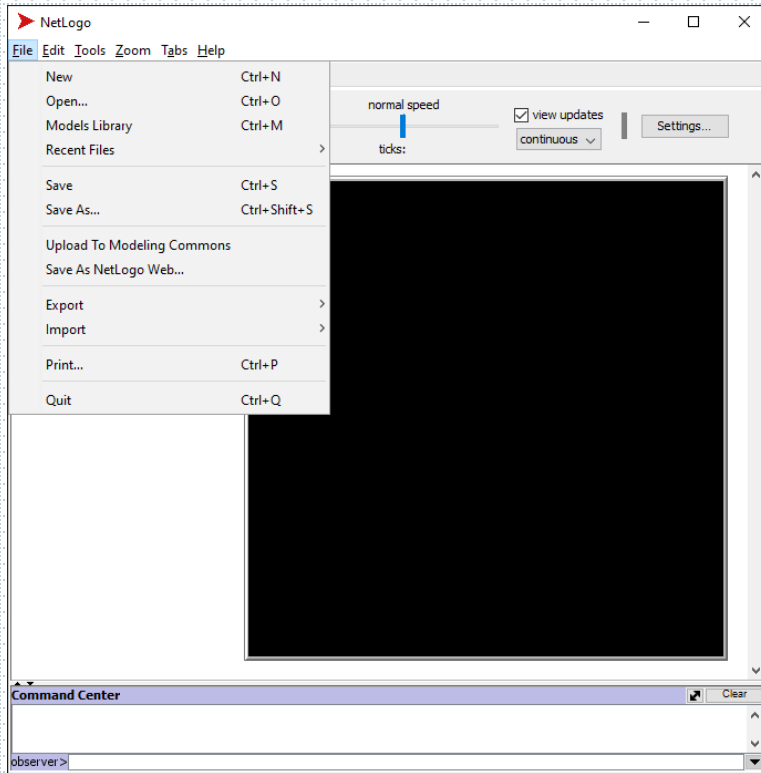 NetLogo
File Edit Tools Zoom Tabs Help
New Ctrl+N
Open... Ctrl+O
Models Library Ctrl+M
Recent Files
Save Ctrl+S
Save As... Ctrl+Shift+S
Upload To Modeling Commons
Save As NetLogo Web...
Export
Import
Print... Ctrl+P
Quit Ctrl+Q
normal speed
ticks:
view updates
continuous
Settings...
Command Center Clear
observer>